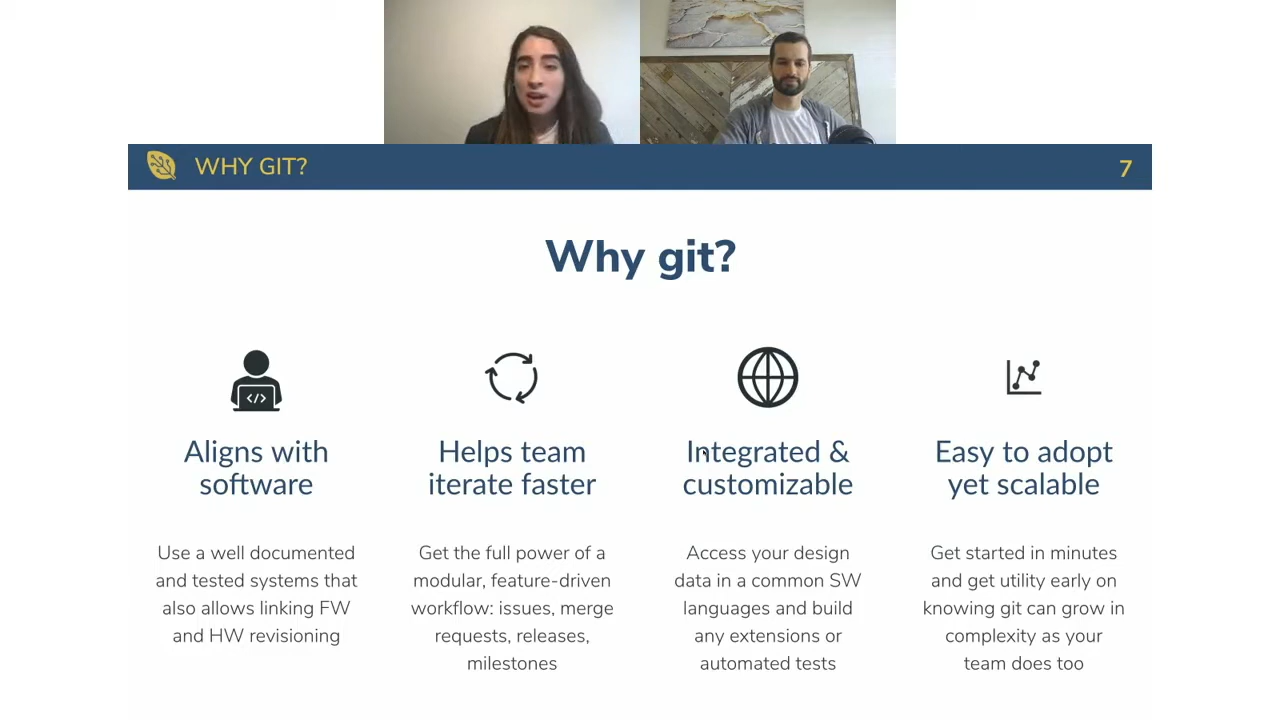 WHY GIT?
7
Why git?
</>
Aligns with
software
Use a well documented
and tested systems that
also allows linking FW
and HW revisioning
Helps team
iterate faster
Get the full power of a
modular, feature-driven
workflow: issues, merge
requests, releases,
milestones
Integrated &
customizable
Access your design
data in a common SW
languages and build
any extensions or
automated tests
Easy to adopt
yet scalable
Get started in minutes
and get utility early on
knowing git can grow in
complexity as your
team does too